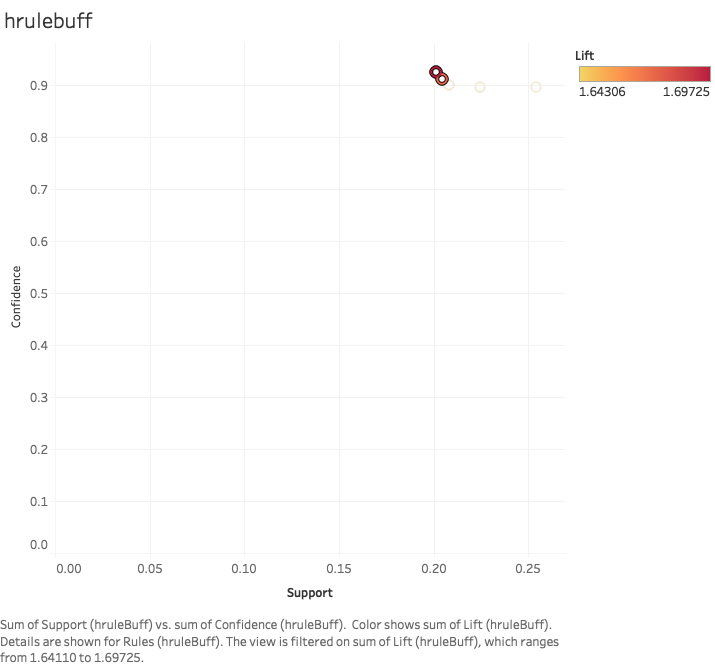 hrulebuff
Lift
1.64306 1.69725
0.9
0.8
0.7
0.6
0.5
0.4
0.3
0.2
0.1
0.0
Confidence
0.00 0.05 0.10 0.15 0.20 0.25
Support
Sum of Support (hruleBuff) vs. sum of Confidence (hruleBuff).  Color shows sum of Lift (hruleBuff).
Details are shown for Rules (hruleBuff). The view is filtered on sum of Lift (hruleBuff), which ranges
from 1.64110 to 1.69725.